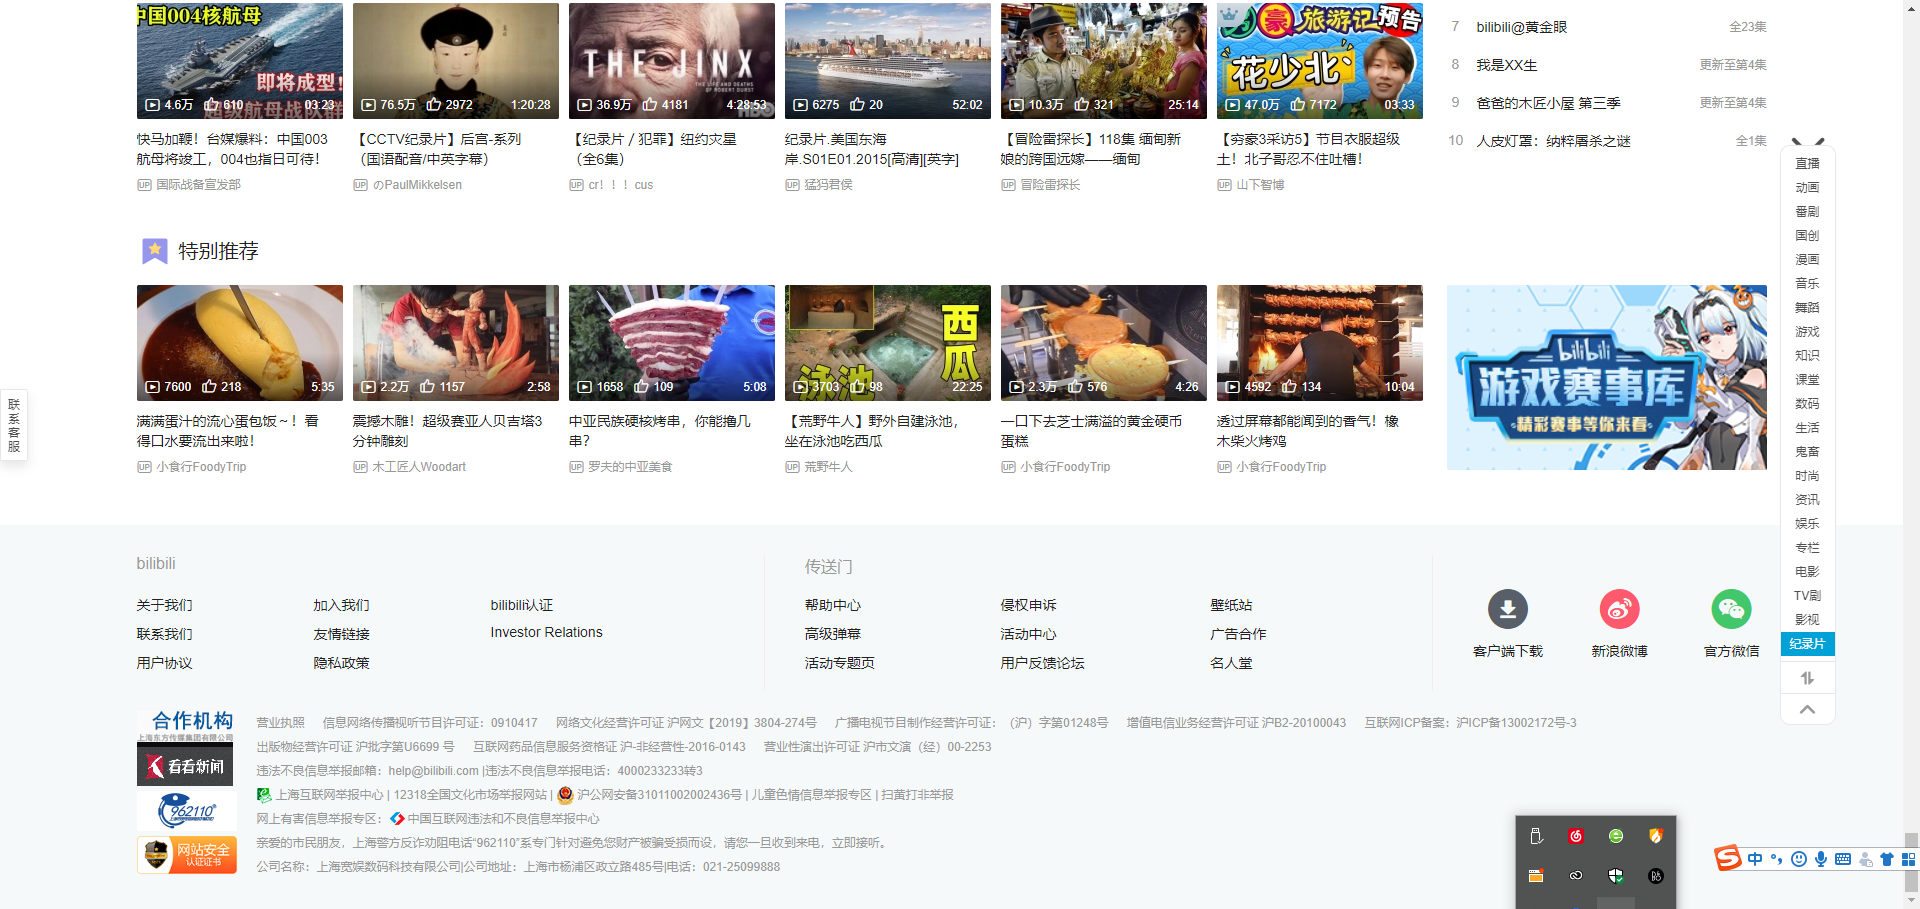 中国004核航母
即将成型!
超级航母战队群
4.6万 610 03:23
快马加鞭！台媒爆料：中国003
航母将竣工，004也指日可待！
UP 国际战备宣发部
76.5万 2972 1:20:28
【CCTV纪录片】后宫-系列
（国语配音/中英字幕）
UP のPaulMikkelsen
THE JINX
THE LIFE AND DEATHS
OF ROBERT DURST
HBO
36.9万 4181 4:28:53
【纪录片 / 犯罪】纽约灾星
（全6集）
UP cr！！！cus
6275 20 52:02
纪录片.美国东海
岸.S01E01.2015[高清][英字]
UP 猛犸君侯
10.3万 321 25:14
【冒险雷探长】118集 缅甸新
娘的跨国远嫁——缅甸
UP 冒险雷探长
豪 旅游记 预告
花少北
47.0万 7172 03:33
【穷豪3采访5】节目衣服超级
土！北子哥忍不住吐槽！
UP 山下智博
7 bilibili@黄金眼 全23集
8 我是XX生 更新至第4集
9 爸爸的木匠小屋 第三季 更新至第4集
10 人皮灯罩：纳粹屠杀之谜 全1集
特别推荐
7600 218 5:35
满满蛋汁的流心蛋包饭～！看
得口水要流出来啦！
UP 小食行FoodyTrip
2.2万 1157 2:58
震撼木雕！超级赛亚人贝吉塔3
分钟雕刻
UP 木工匠人Woodart
1658 109 5:08
中亚民族硬核烤串，你能撸几
串？
UP 罗夫的中亚美食
西瓜
泳池
3703 98 22:25
【荒野牛人】野外自建泳池，
坐在泳池吃西瓜
UP 荒野牛人
2.3万 576 4:26
一口下去芝士满溢的黄金硬币
蛋糕
UP 小食行FoodyTrip
4592 134 10:04
透过屏幕都能闻到的香气！橡
木柴火烤鸡
UP 小食行FoodyTrip
bilibili
游戏赛事库
精彩赛事等你来看
联系客服
直播
动画
番剧
国创
漫画
音乐
舞蹈
游戏
知识
课堂
数码
生活
鬼畜
时尚
资讯
娱乐
专栏
电影
TV剧
影视
纪录片
bilibili
关于我们 加入我们 bilibili认证
联系我们 友情链接 Investor Relations
用户协议 隐私政策
传送门
帮助中心 侵权申诉 壁纸站
高级弹幕 活动中心 广告合作
活动专题页 用户反馈论坛 名人堂
客户端下载 新浪微博 官方微信
合作机构
上海东方传媒集团有限公司
看看新闻
962110
网站安全
认证证书
营业执照 信息网络传播视听节目许可证：0910417 网络文化经营许可证 沪网文【2019】3804-274号 广播电视节目制作经营许可证：（沪）字第01248号 增值电信业务经营许可证 沪B2-20100043 互联网ICP备案：沪ICP备13002172号-3
出版物经营许可证 沪批字第U6699 号 互联网药品信息服务资格证 沪-非经营性-2016-0143 营业性演出许可证 沪市文演（经）00-2253
违法不良信息举报邮箱：help@bilibili.com |违法不良信息举报电话：4000233233转3
上海互联网举报中心 | 12318全国文化市场举报网站 | 沪公网安备31011002002436号 | 儿童色情信息举报专区 | 扫黄打非举报
网上有害信息举报专区：中国互联网违法和不良信息举报中心
亲爱的市民朋友，上海警方反诈劝阻电话“962110”系专门针对避免您财产被骗受损而设，请您一旦收到来电，立即接听。
公司名称：上海宽娱数码科技有限公司|公司地址：上海市杨浦区政立路485号|电话：021-25099888
S 中